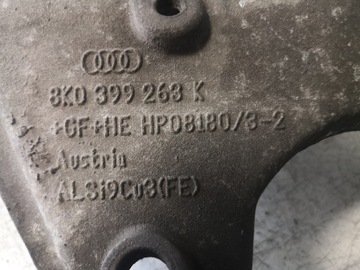 8K0 399 263 K
+GF+HE HP08180/3-2
Austria
ALSi9Cu3(FE)